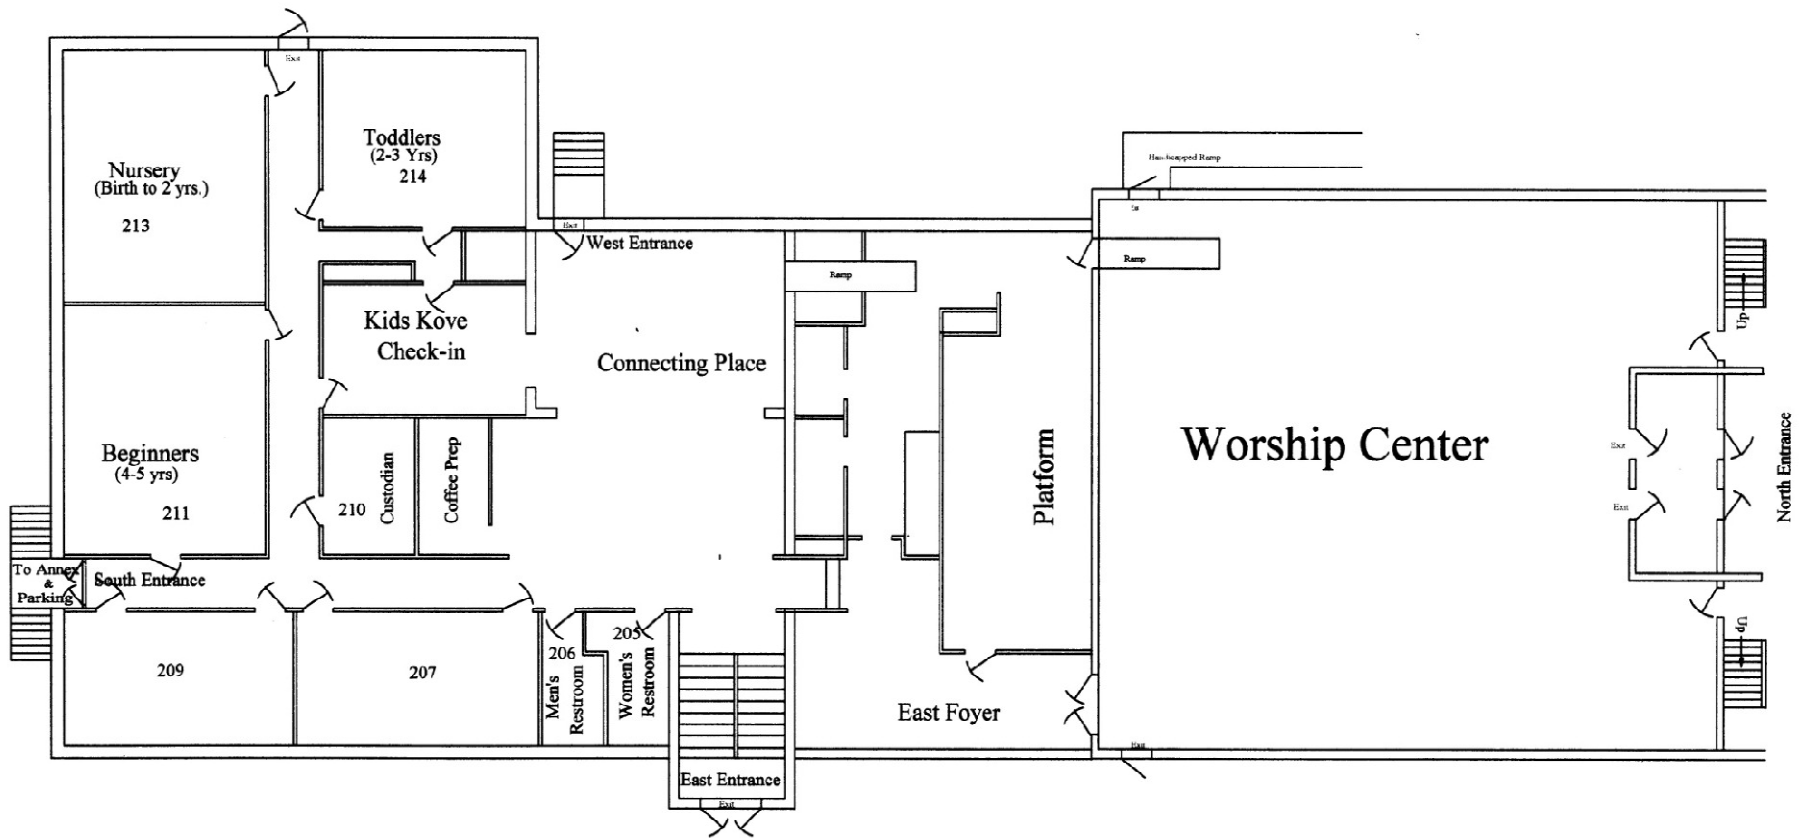 Exit
Toddlers
(2-3 Yrs)
214
Nursery
(Birth to 2 yrs.)
213
Handicapped Ramp
Exit
West Entrance
Ramp
Ramp
Kids Kove
Check-in
Connecting Place
Up
Worship Center
Platform
North Entrance
Exit
Exit
Beginners
(4-5 yrs)
211
210
Custodian
Coffee Prep
To Annex
&
Parking
South Entrance
209
207
206
Men's
Restroom
205
Women's
Restroom
East Foyer
Up
Exit
East Entrance
Exit